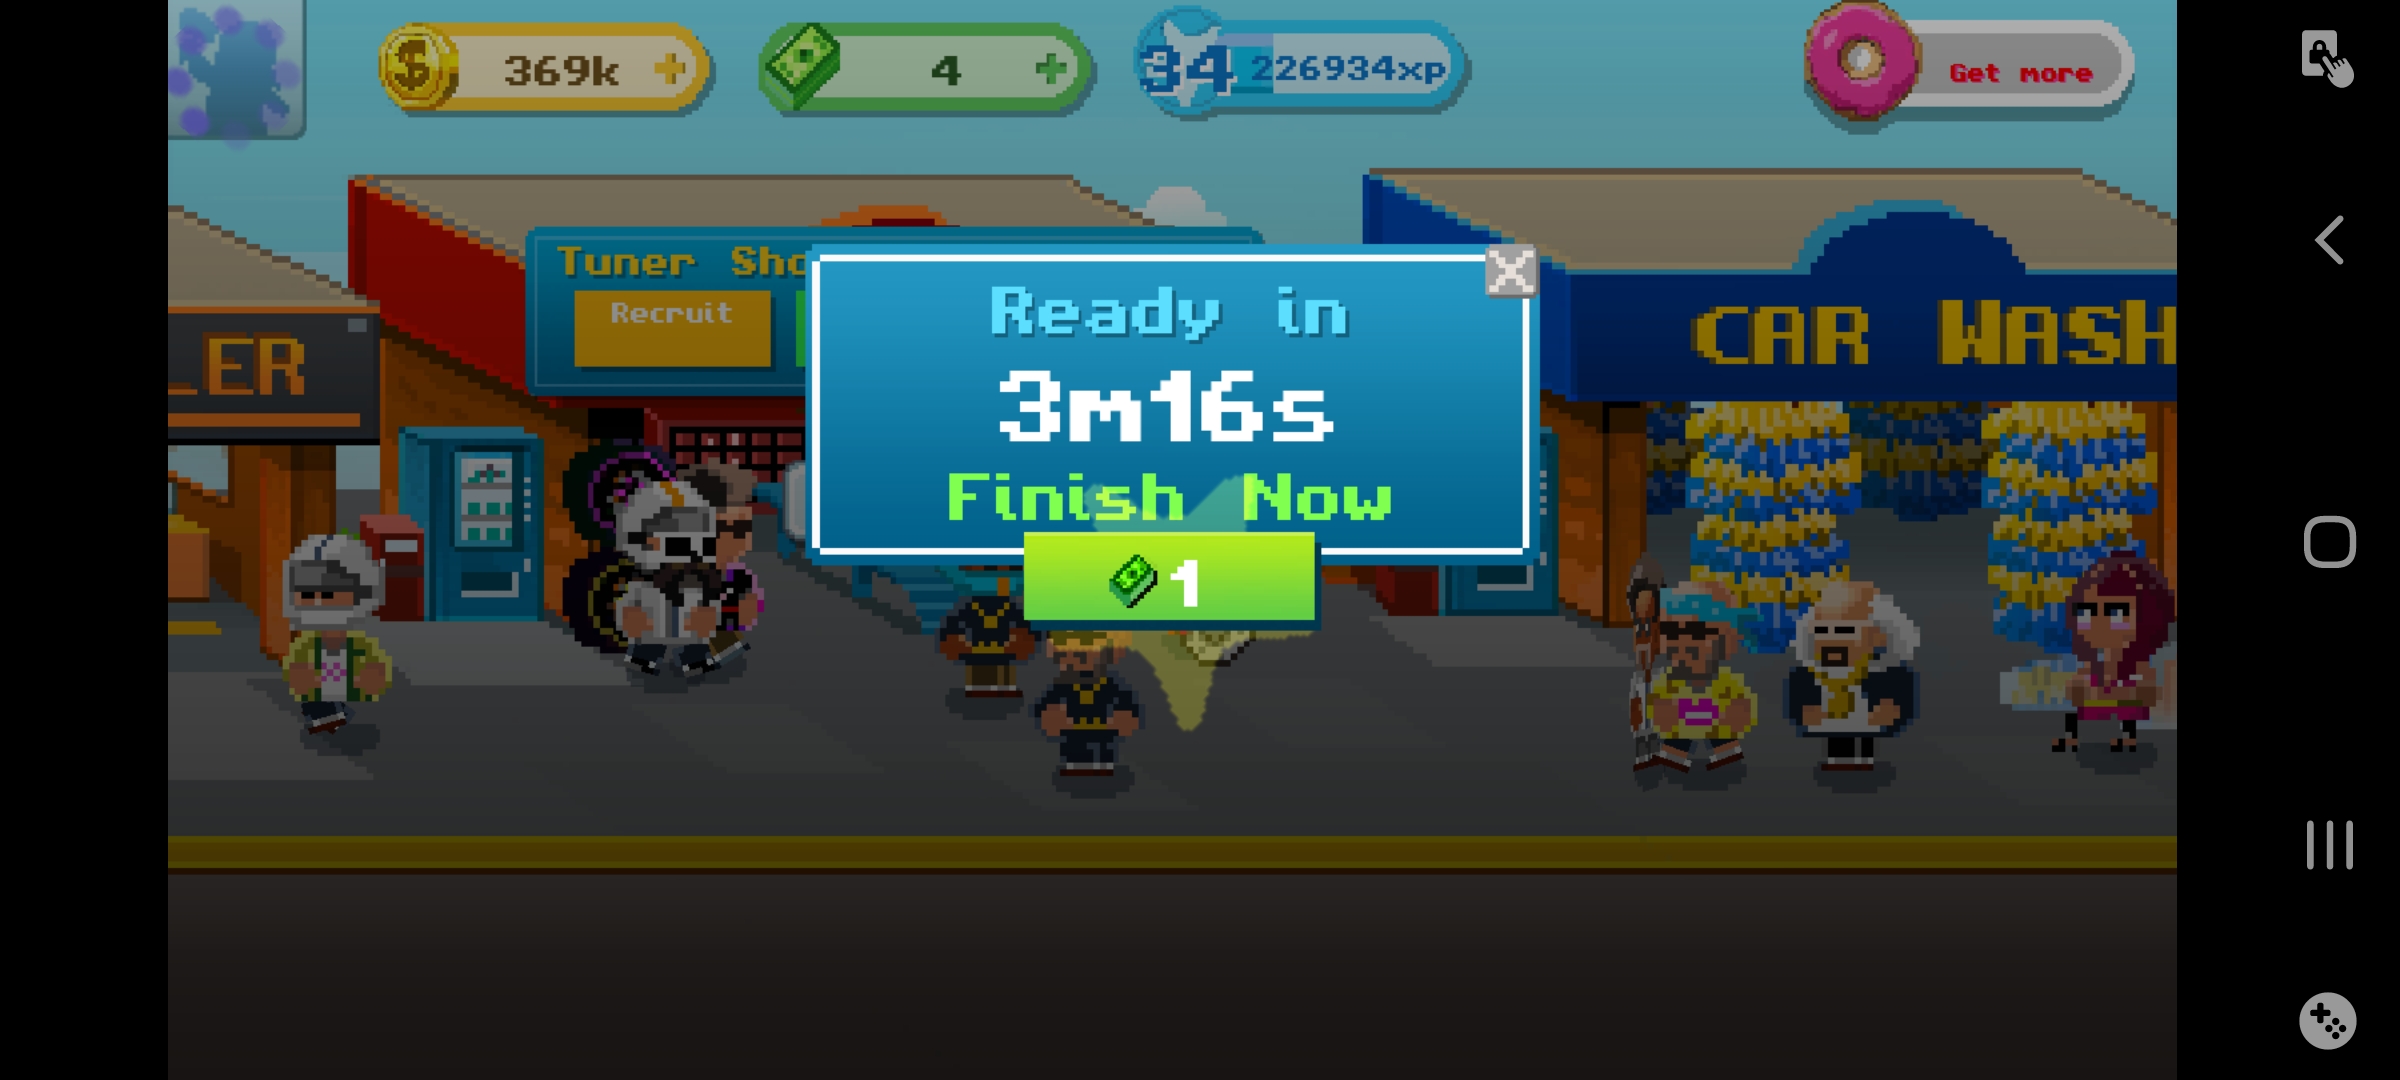 369k
4
34 226934xp
Get more
Tuner Sho
Recruit
Ready in
3m16s
Finish Now
1
ER
CAR WASH